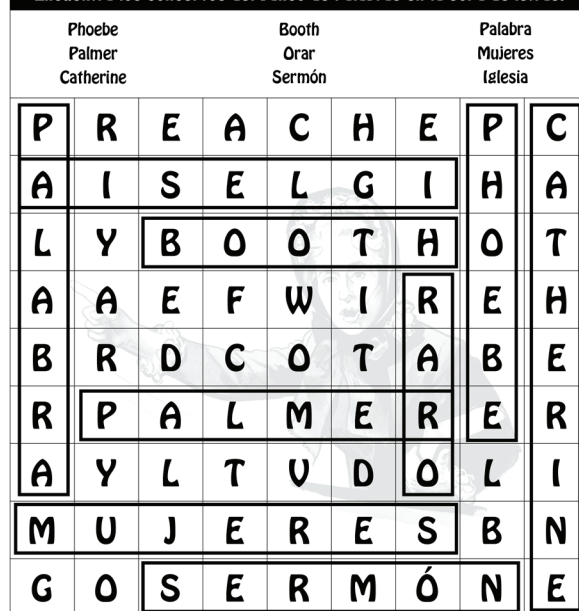 Phoebe Booth Palabra
Palmer Orar Mujeres
Catherine Sermón Iglesia
P R E A C H E P C
A I S E L G I H A
L Y B O O T H O T
A A E F W I R E H
B R D C O T A B E
R P A L M E R E R
A Y L T V D O L I
M U J E R E S B N
G O S E R M Ó N E